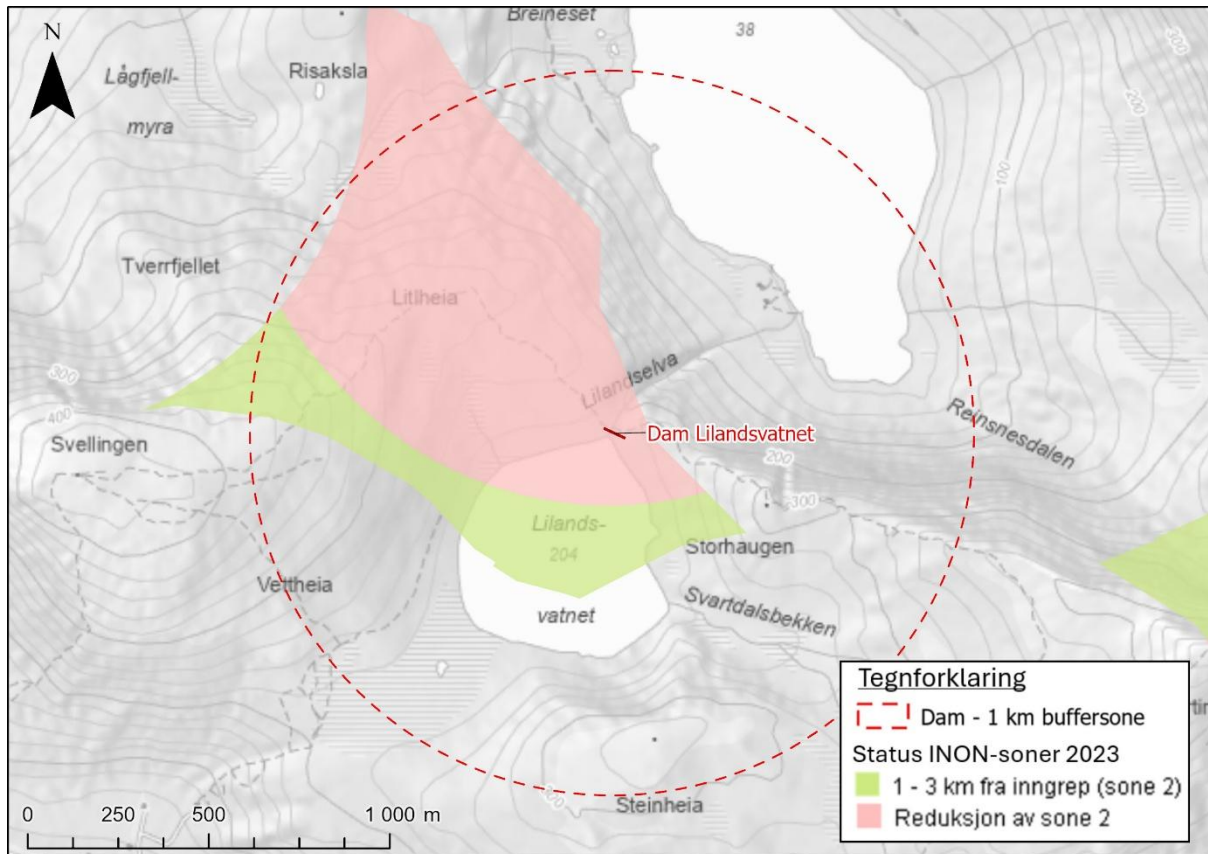 N
Breineset
38
300
Lågfjell-
myra
Risaksla
200
100
Tverrfjellet
Litlheia
300
400
Svellingen
Lilandselva
Dam Lilandsvatnet
Reinsnesdalen
200
300
Lilands-
204
vatnet
Storhaugen
Vettheia
Svartdalsbekken
Steinheia
Tegnforklaring
Dam - 1 km buffersone
Status INON-soner 2023
1 - 3 km fra inngrep (sone 2)
Reduksjon av sone 2
0 250 500 1 000 m